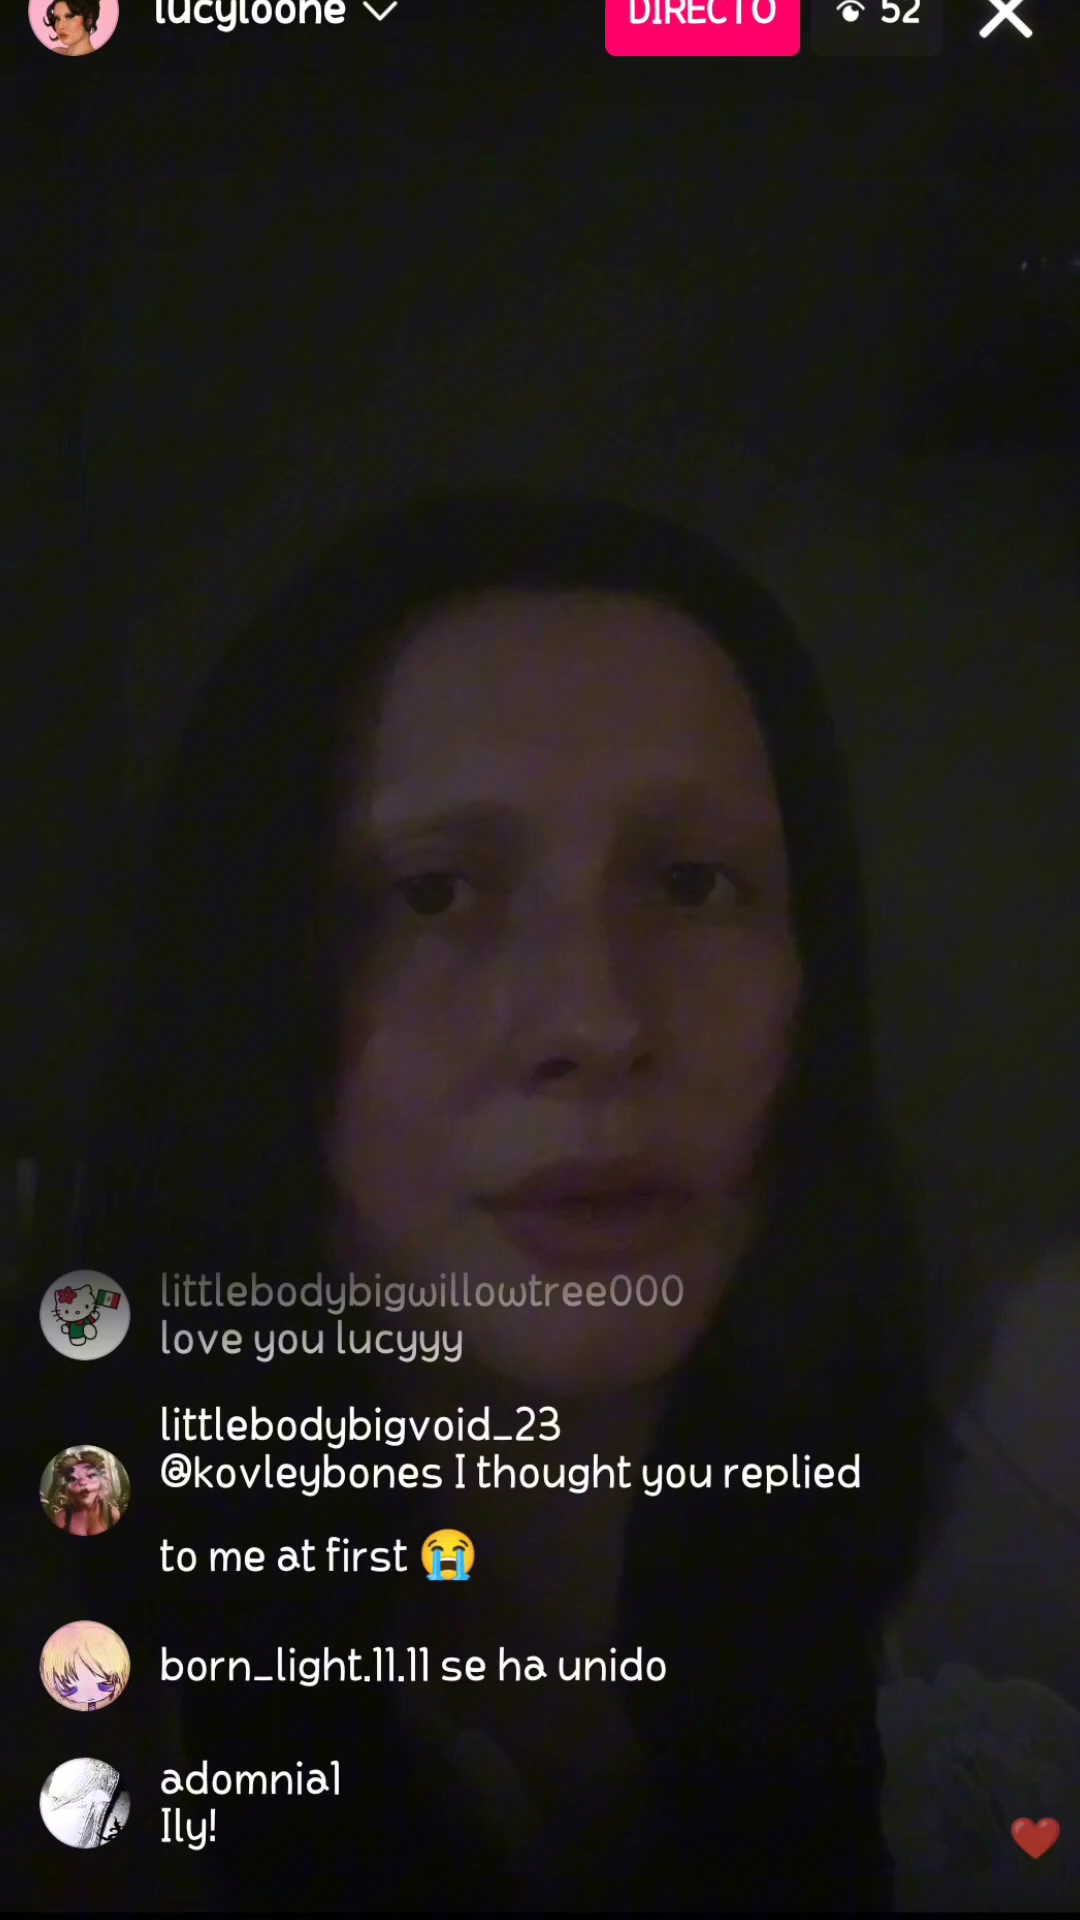 lucyloone
DIRECTO
52
littlebodybigwillowtree000
love you lucyyy
littlebodybigvoid_23
@kovleybones I thought you replied
to me at first 😭
born_light.11.11 se ha unido
adomnia1
Ily!